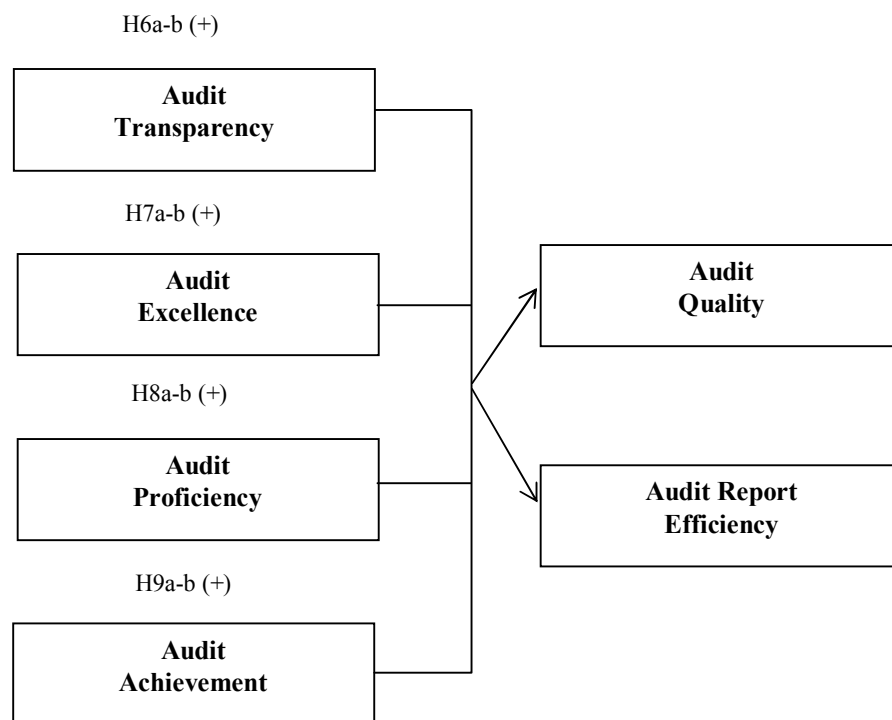 H6a-b (+)
Audit
Transparency
H7a-b (+)
Audit
Excellence
H8a-b (+)
Audit
Proficiency
H9a-b (+)
Audit
Achievement
Audit
Quality
Audit Report
Efficiency